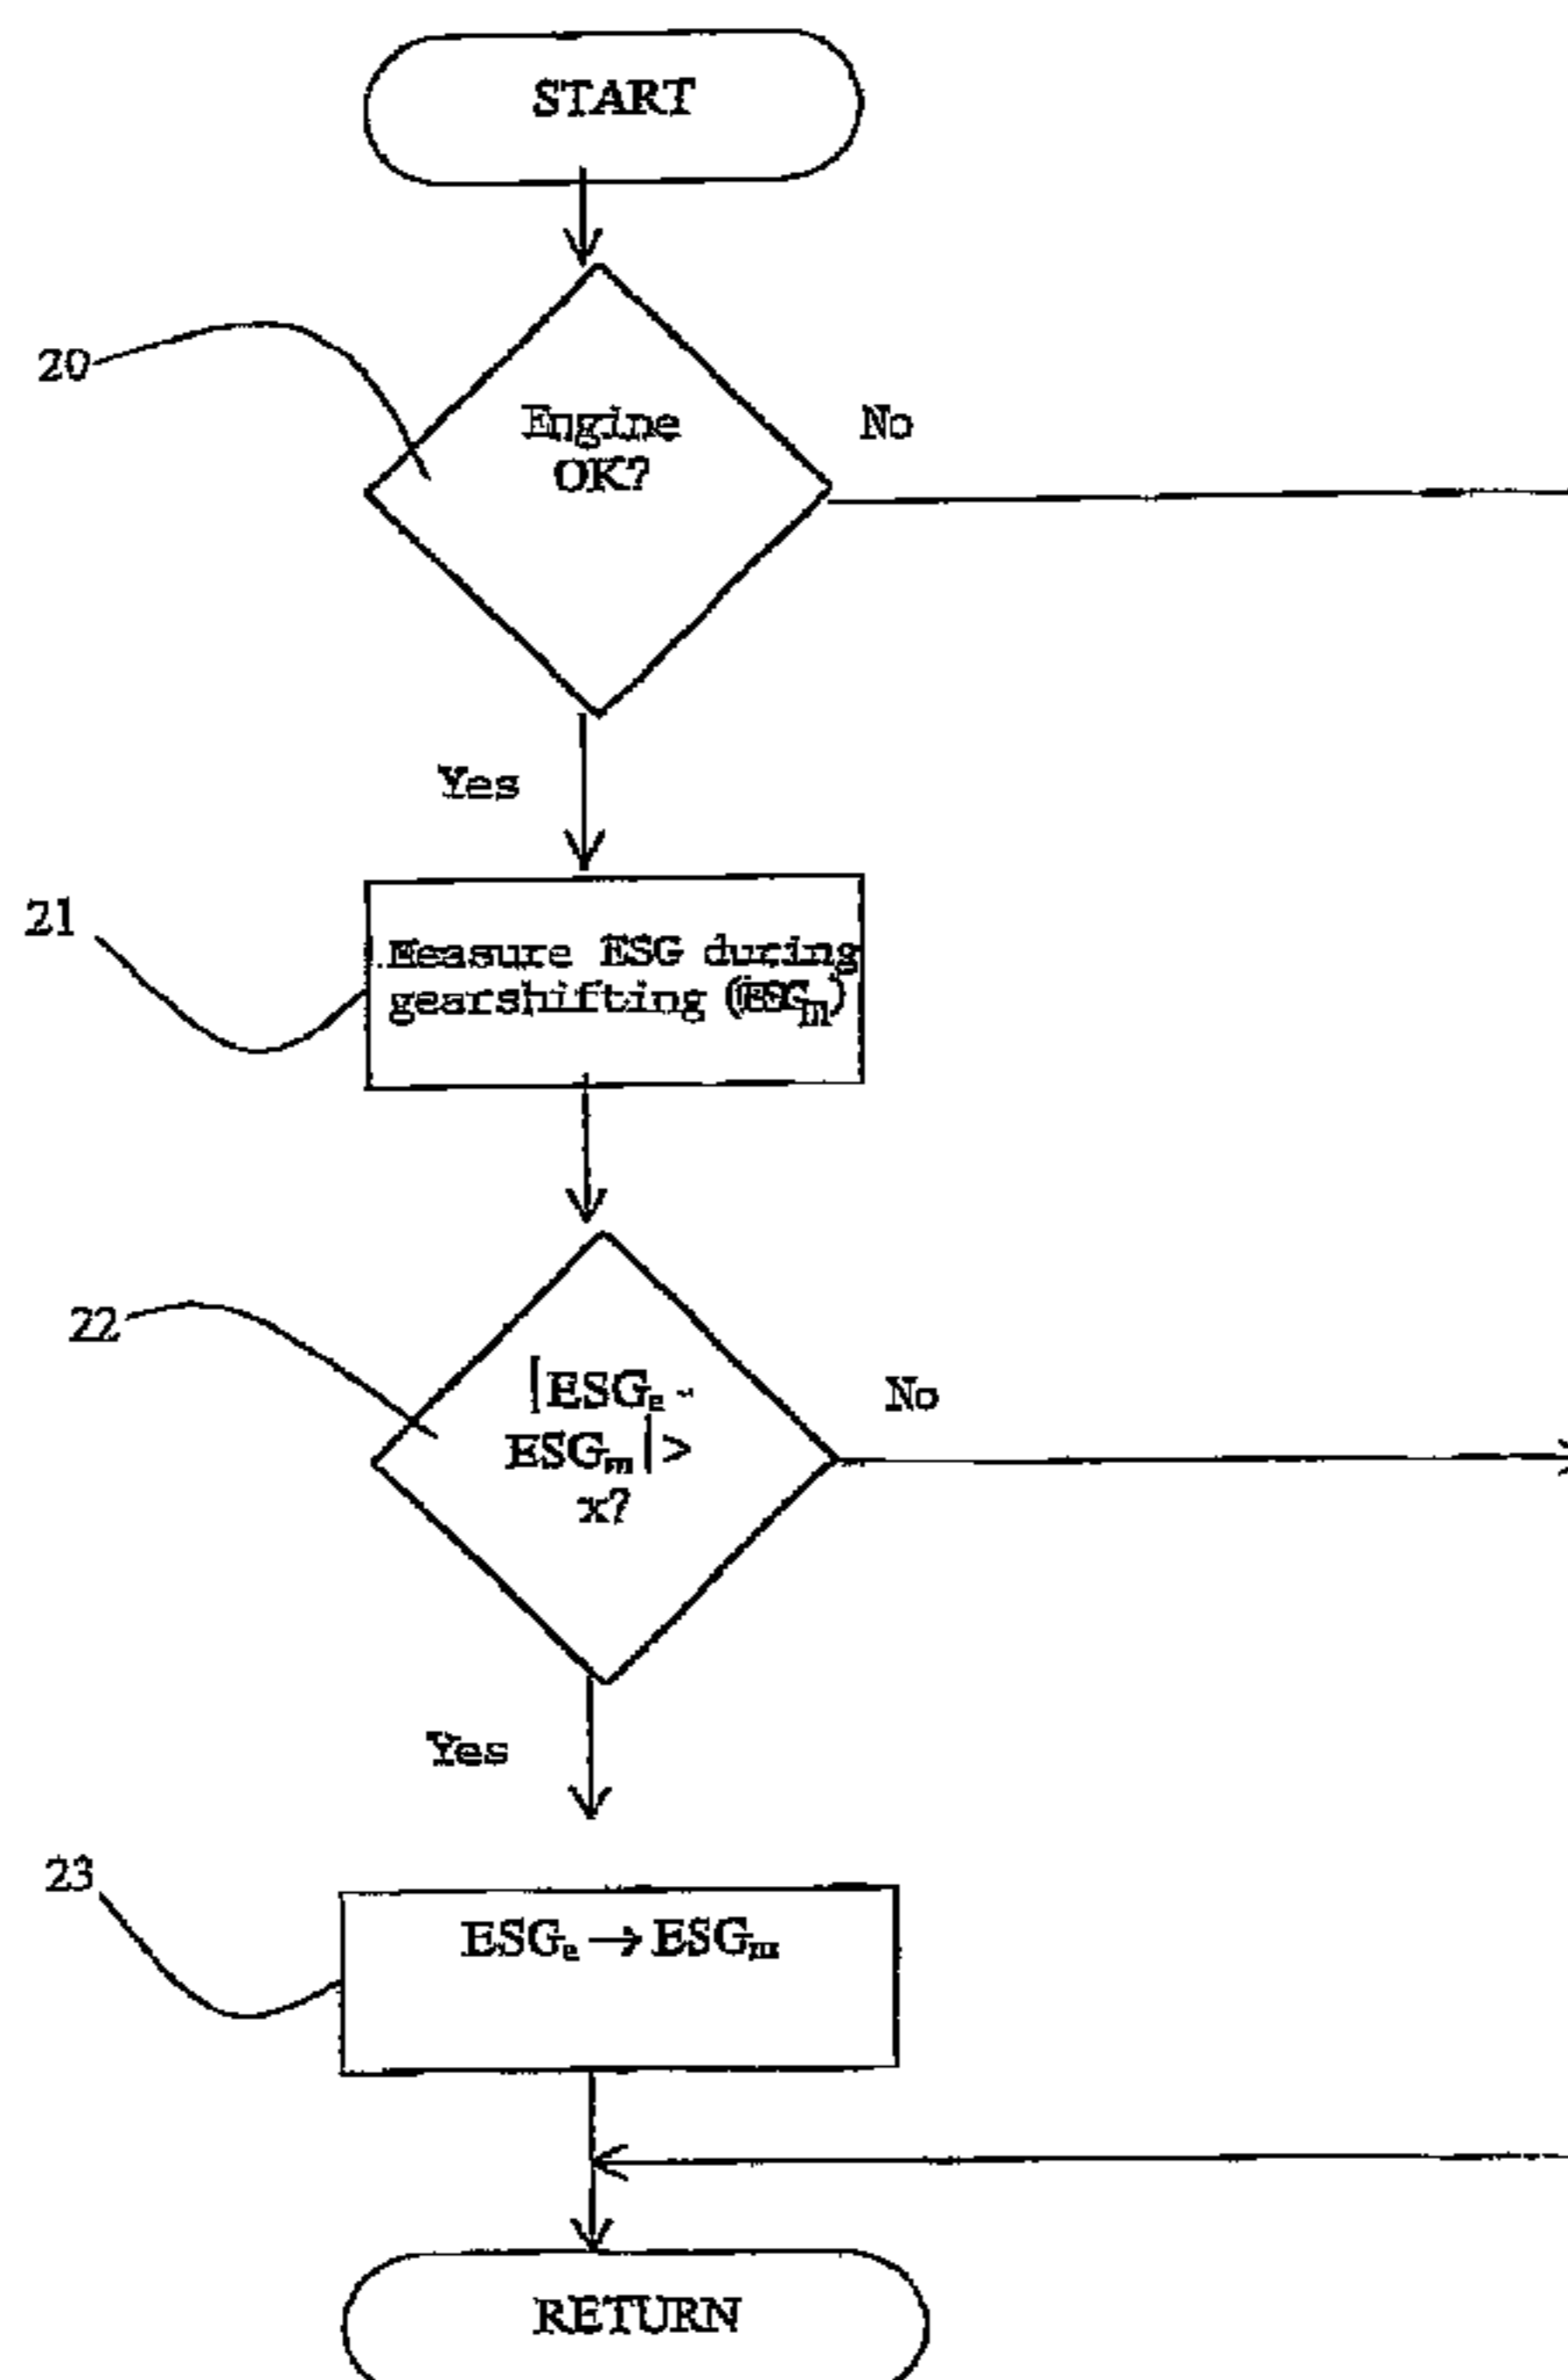 START
20
Engine
OK?
No
Yes
21
Measure ESG during
gearshifting (ESGm)
22
|ESGe -
ESGm|>
x?
No
Yes
23
ESGe → ESGm
RETURN